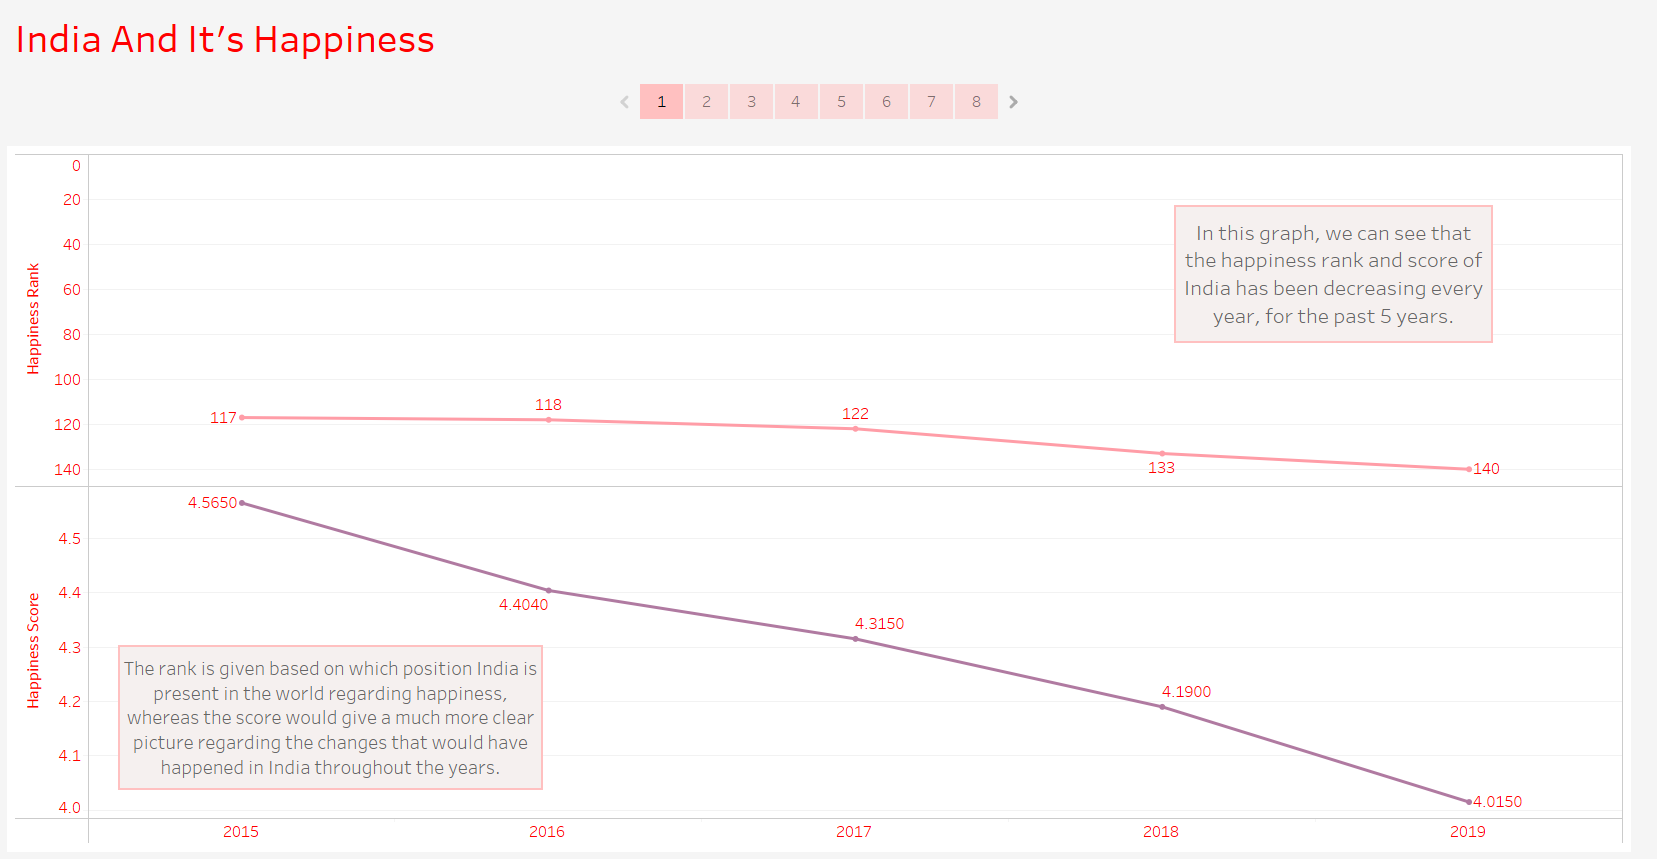 India And It’s Happiness
1 2 3 4 5 6 7 8
Happiness Rank
0
20
40
60
80
100
120
140
117
118
122
133
140
In this graph, we can see that
the happiness rank and score of
India has been decreasing every
year, for the past 5 years.
Happiness Score
4.5
4.4
4.3
4.2
4.1
4.0
4.5650
4.4040
4.3150
4.1900
4.0150
The rank is given based on which position India is
present in the world regarding happiness,
whereas the score would give a much more clear
picture regarding the changes that would have
happened in India throughout the years.
2015 2016 2017 2018 2019